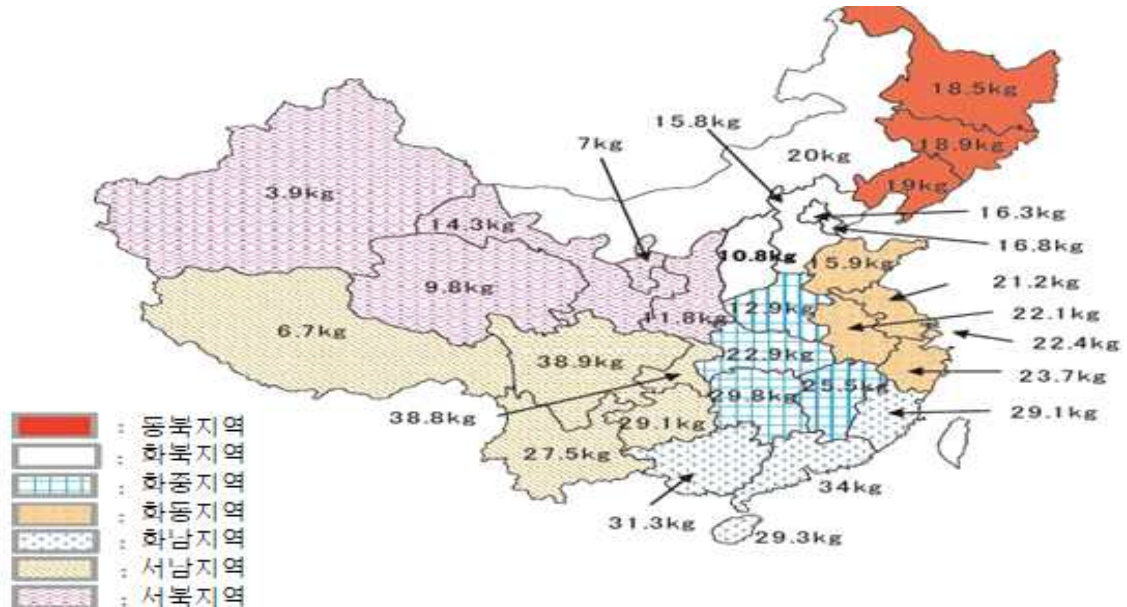 18.5kg
15.8kg
18.9kg
7kg
20kg
19kg
3.9kg
16.3kg
14.3kg
16.8kg
10.8kg
15.9kg
9.8kg
21.2kg
11.8kg
12.9kg
22.1kg
6.7kg
22.4kg
38.9kg
22.9kg
23.7kg
25.5kg
29.8kg
38.8kg
29.1kg
29.1kg
27.5kg
34kg
31.3kg
29.3kg
: 동북지역
: 화북지역
: 화중지역
: 화동지역
: 화남지역
: 서남지역
: 서북지역